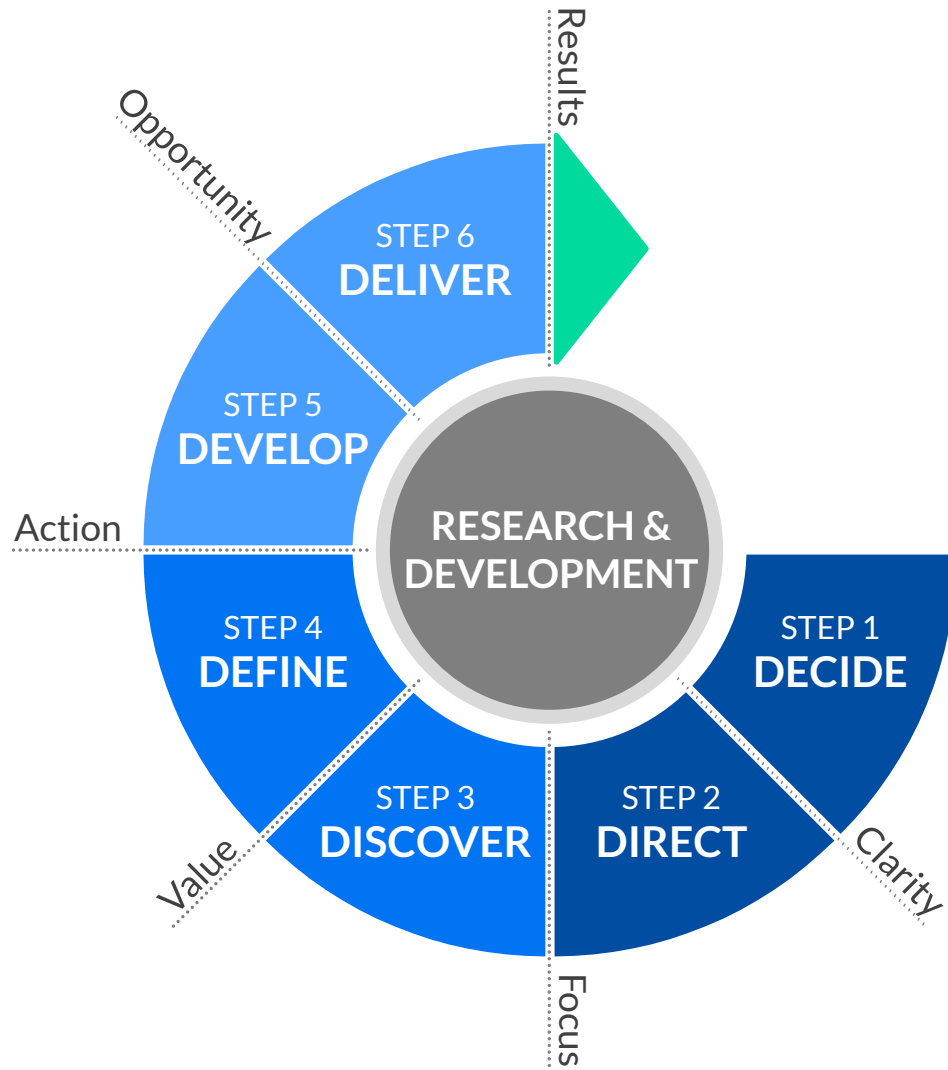 RESEARCH &
DEVELOPMENT
STEP 1
DECIDE
Clarity
STEP 2
DIRECT
Focus
STEP 3
DISCOVER
Value
STEP 4
DEFINE
Action
STEP 5
DEVELOP
Opportunity
STEP 6
DELIVER
Results